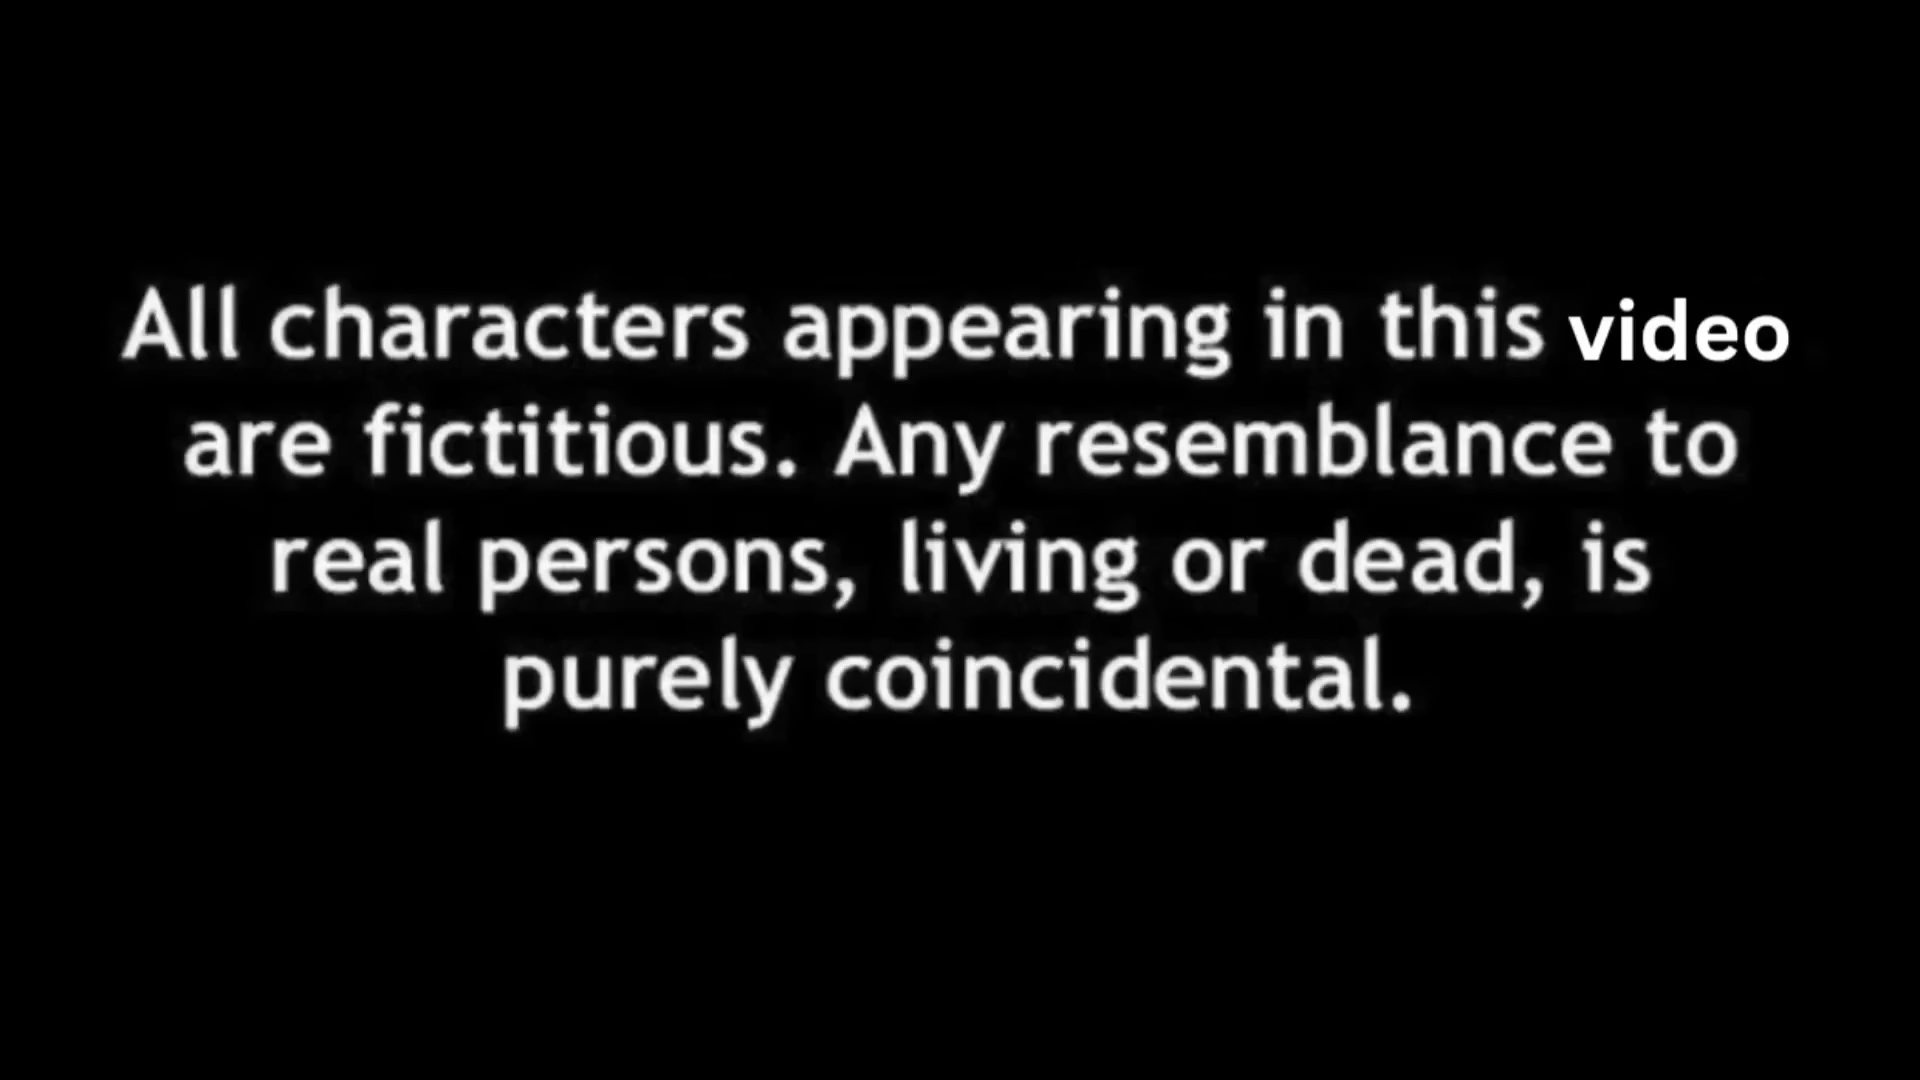 All characters appearing in this video
are fictitious. Any resemblance to
real persons, living or dead, is
purely coincidental.